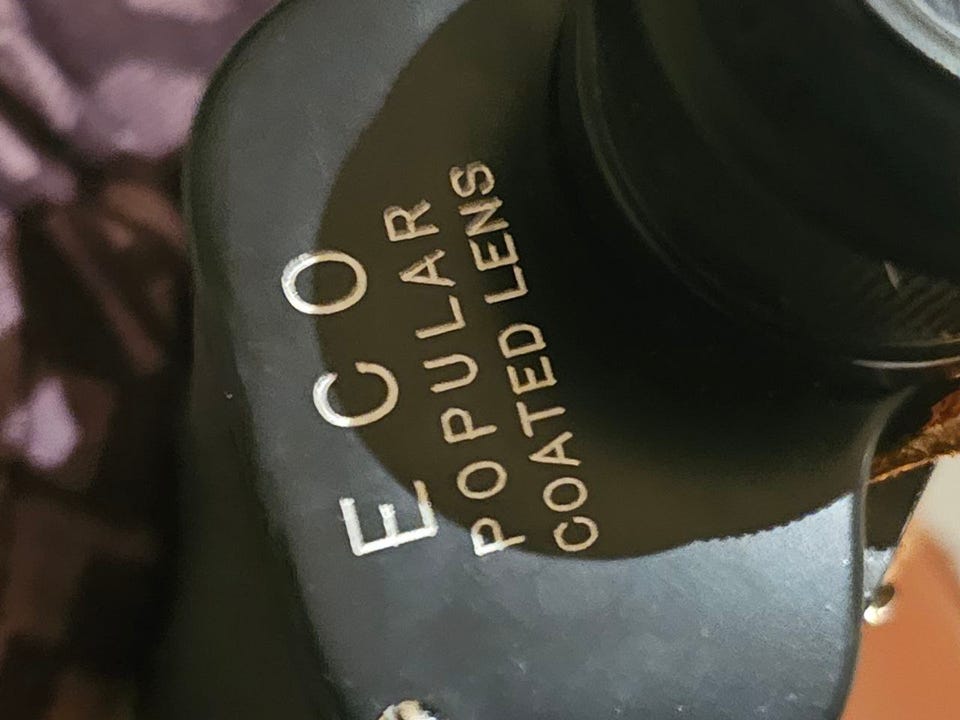 ECO
POPULAR
COATED LENS